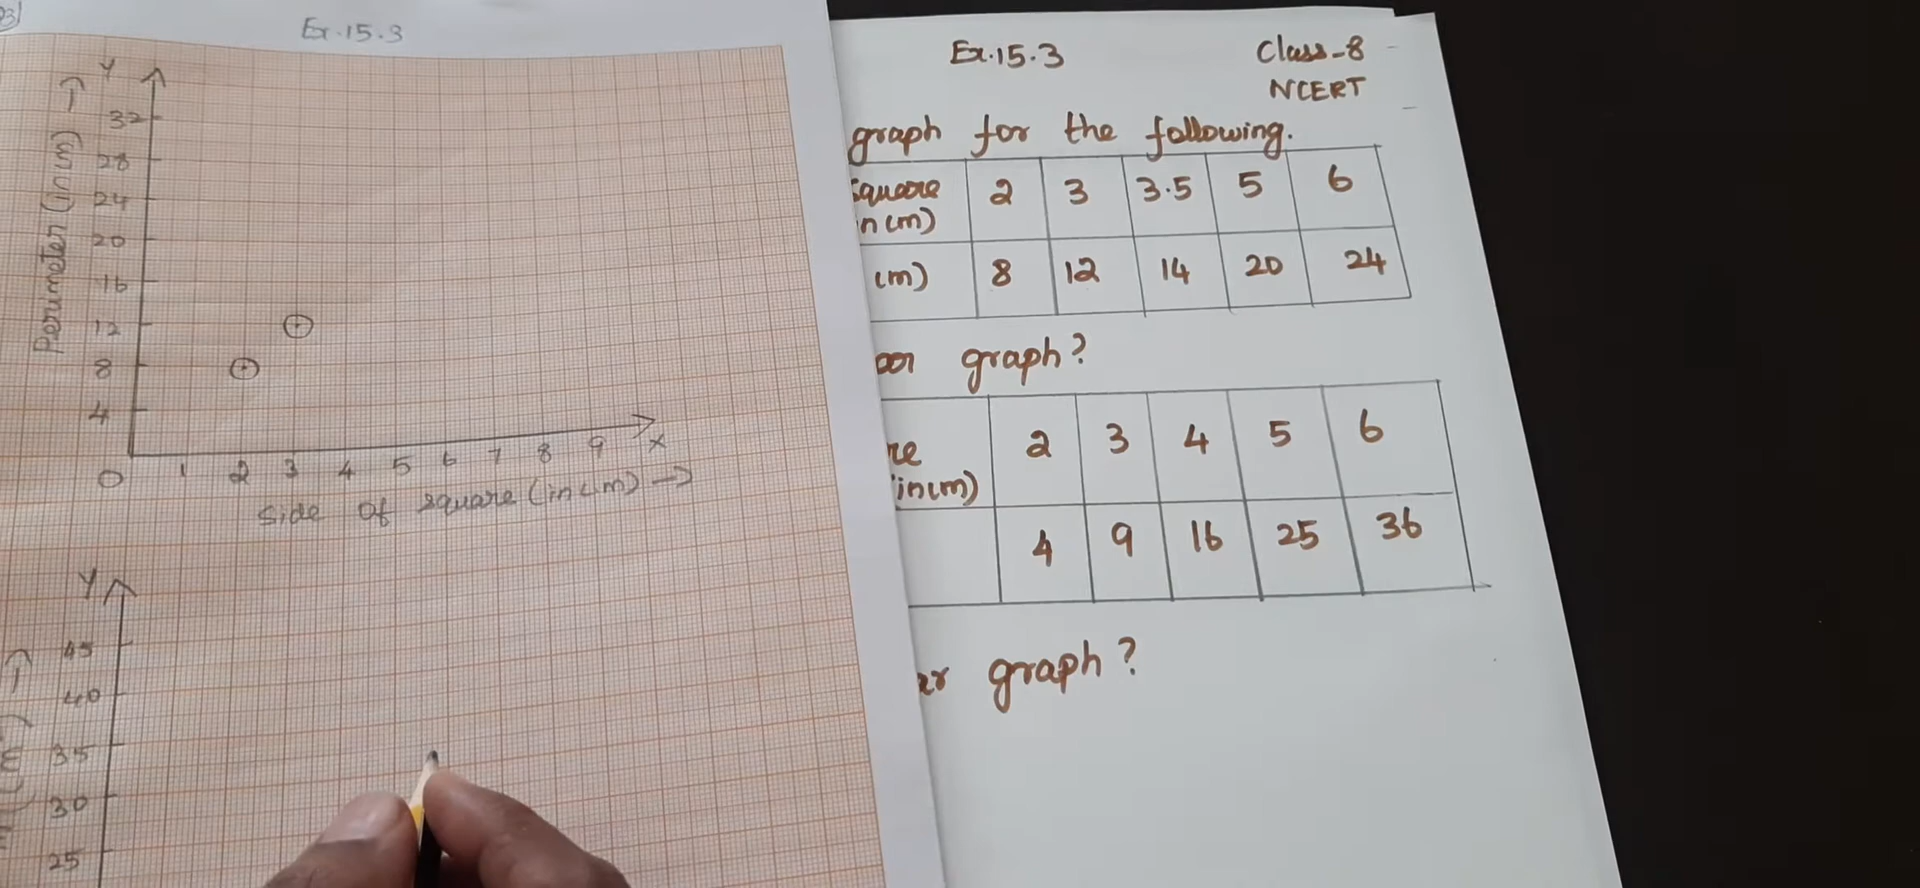 Ex.15.3
Y
32
28
24
20
16
12
8
4
Perimeter (in cm)
0 1 2 3 4 5 6 7 8 9 X
side of square (in cm) →
Y
45
40
35
30
25
Ex.15.3 Class-8
NCERT
graph for the following.
square 2 3 3.5 5 6
in cm)
cm) 8 12 14 20 24
graph?
re 2 3 4 5 6
(in cm)
4 9 16 25 36
graph?